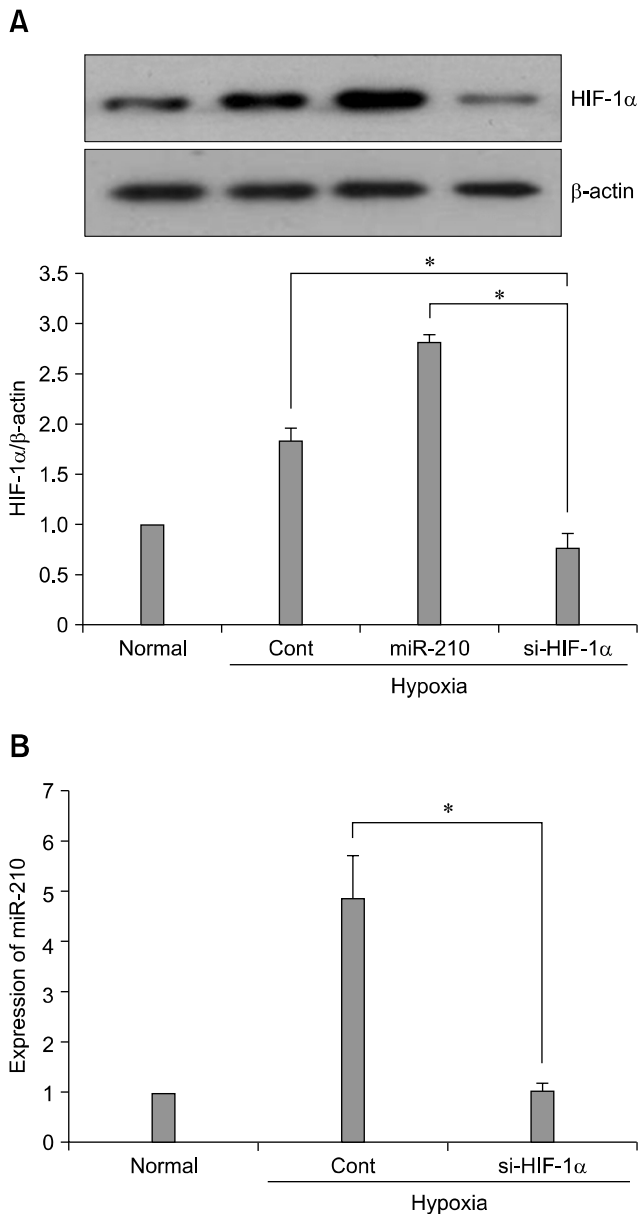 A
HIF-1α
β-actin
3.5
3.0
2.5
2.0
1.5
1.0
0.5
0
HIF-1α/β-actin
*
*
Normal
Cont
miR-210
si-HIF-1α
Hypoxia
B
7
6
5
4
3
2
1
0
Expression of miR-210
*
Normal
Cont
si-HIF-1α
Hypoxia